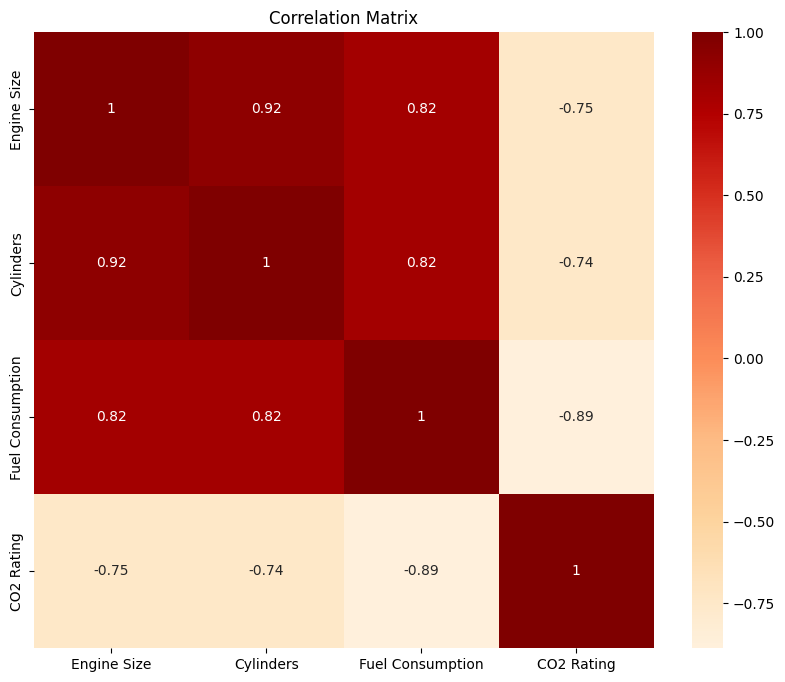 Correlation Matrix
Engine Size
1
0.92
0.82
-0.75
Cylinders
0.92
1
0.82
-0.74
Fuel Consumption
0.82
0.82
1
-0.89
CO2 Rating
-0.75
-0.74
-0.89
1
Engine Size
Cylinders
Fuel Consumption
CO2 Rating
1.00
0.75
0.50
0.25
0.00
−0.25
−0.50
−0.75